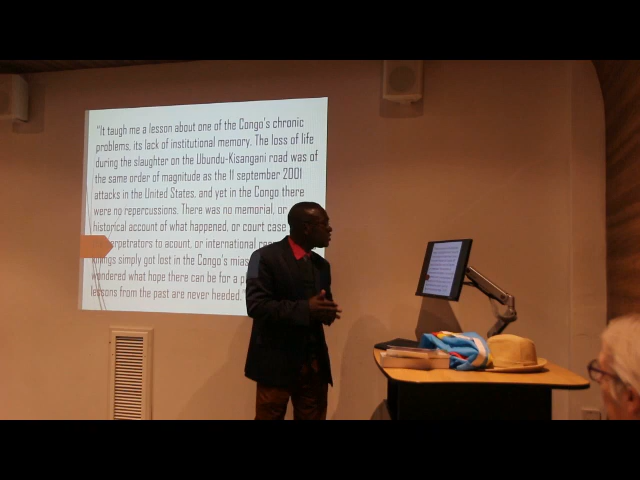 "It taugh me a lesson about one of the Congo's chronic
problems, its lack of institutional memory. The loss of life
during the slaughter on the Ubundu-Kisangani road was of
the same order of magnitude as the 11 september 2001
attacks in the United States, and yet in the Congo there
were no repercussions. There was no memorial, or
historical account of what happened, or court case
to acount, or international
simply got lost in the Congo's
wondered what hope there can be for a
lessons from the past are never heeded."